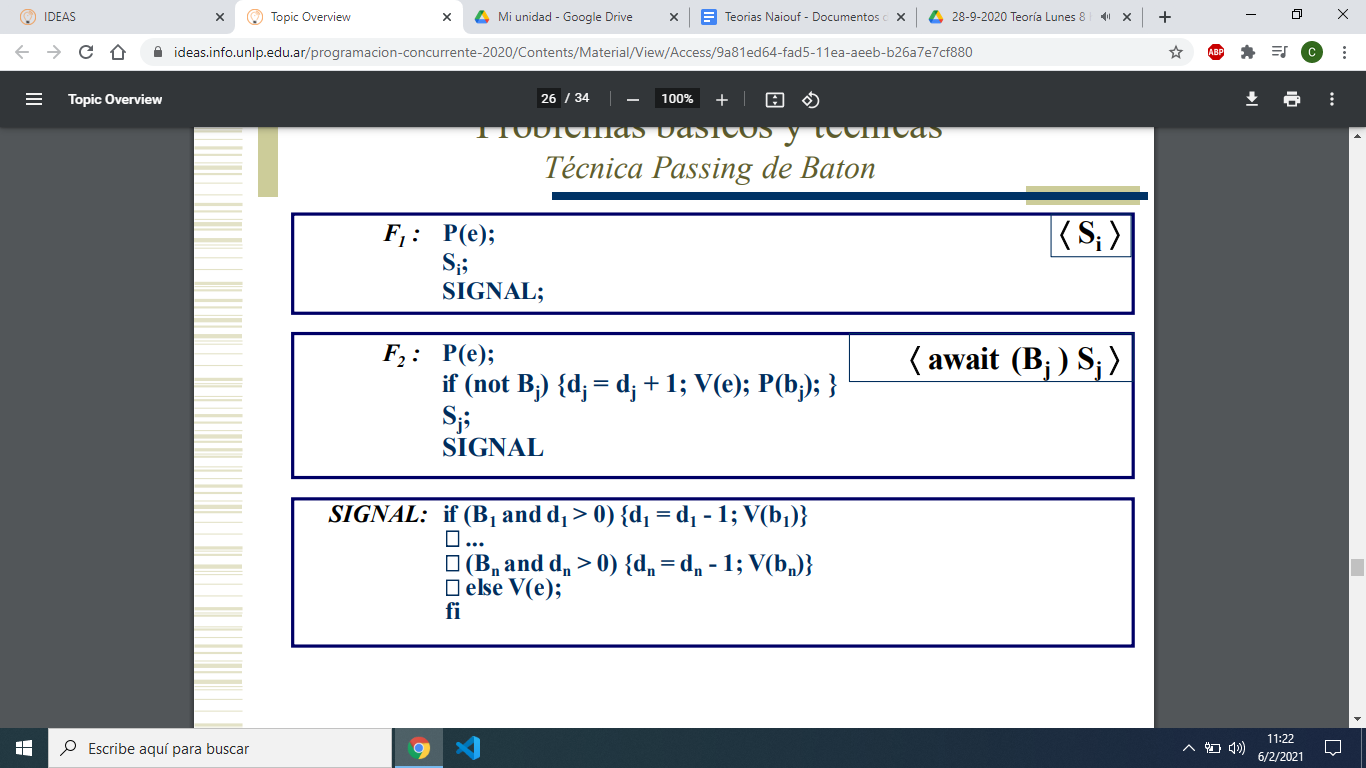 IDEAS
Topic Overview
Mi unidad - Google Drive
Teorias Naiouf - Documentos d
28-9-2020 Teoría Lunes 8
ideas.info.unlp.edu.ar/programacion-concurrente-2020/Contents/Material/View/Access/9a81ed64-fad5-11ea-aeeb-b26a7e7cf880
ABP
C
Topic Overview
26 / 34
100%
Problemas básicos y técnicas
Técnica Passing de Baton
F1 : P(e);
⟨ Si ⟩
Si;
SIGNAL;
F2 : P(e);
⟨ await (Bj ) Sj ⟩
if (not Bj) {dj = dj + 1; V(e); P(bj); }
Sj;
SIGNAL
SIGNAL: if (B1 and d1 > 0) {d1 = d1 - 1; V(b1)}
□ ...
□ (Bn and dn > 0) {dn = dn - 1; V(bn)}
□ else V(e);
fi
Escribe aquí para buscar
11:22
6/2/2021